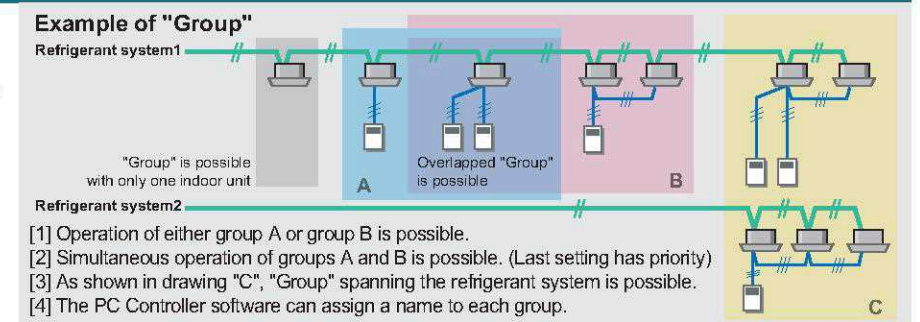 Example of "Group"
Refrigerant system1
"Group" is possible
with only one indoor unit
A
Overlapped "Group"
is possible
B
Refrigerant system2
[1] Operation of either group A or group B is possible.
[2] Simultaneous operation of groups A and B is possible. (Last setting has priority)
[3] As shown in drawing "C", "Group" spanning the refrigerant system is possible.
[4] The PC Controller software can assign a name to each group.
C